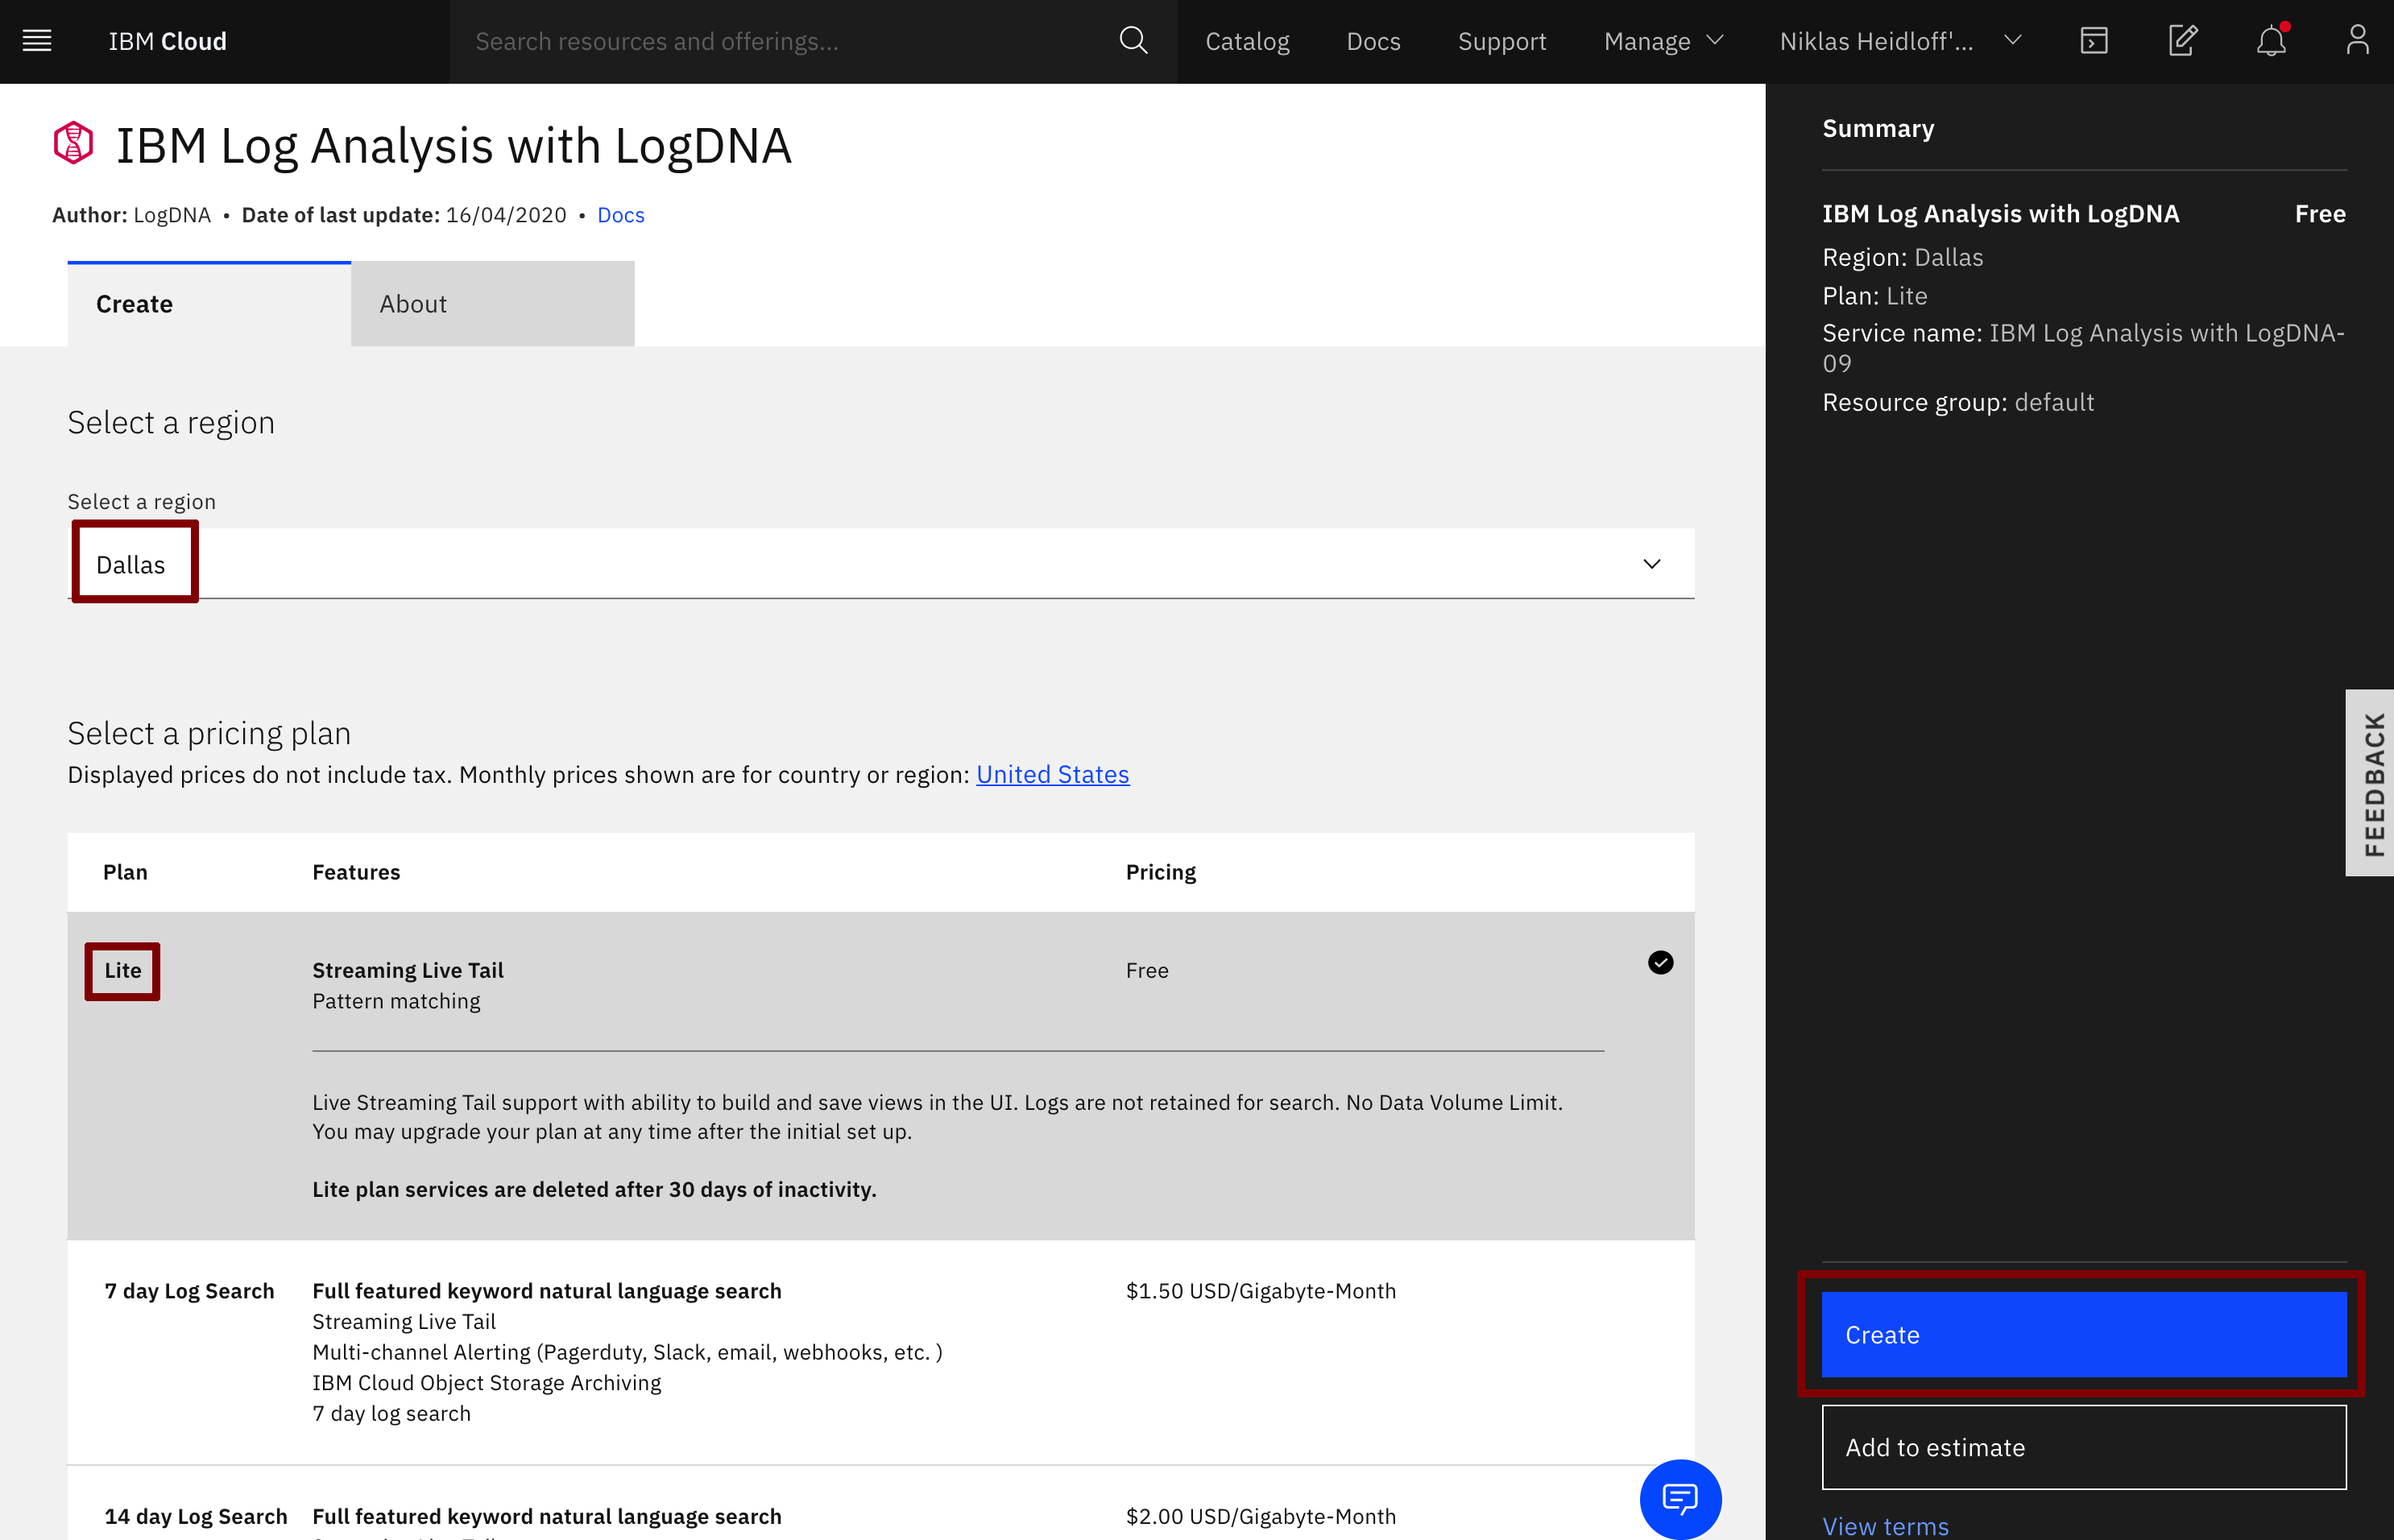 IBM Cloud
Search resources and offerings...
Catalog
Docs
Support
Manage
Niklas Heidloff'...
IBM Log Analysis with LogDNA
Author: LogDNA • Date of last update: 16/04/2020 • Docs
Create
About
Select a region
Select a region
Dallas
Select a pricing plan
Displayed prices do not include tax. Monthly prices shown are for country or region: United States
Plan Features Pricing
Lite Streaming Live Tail Free
Pattern matching
Live Streaming Tail support with ability to build and save views in the UI. Logs are not retained for search. No Data Volume Limit.
You may upgrade your plan at any time after the initial set up.
Lite plan services are deleted after 30 days of inactivity.
7 day Log Search Full featured keyword natural language search $1.50 USD/Gigabyte-Month
Streaming Live Tail
Multi-channel Alerting (Pagerduty, Slack, email, webhooks, etc. )
IBM Cloud Object Storage Archiving
7 day log search
14 day Log Search Full featured keyword natural language search $2.00 USD/Gigabyte-Month
Summary
IBM Log Analysis with LogDNA Free
Region: Dallas
Plan: Lite
Service name: IBM Log Analysis with LogDNA-
09
Resource group: default
FEEDBACK
Create
Add to estimate
View terms